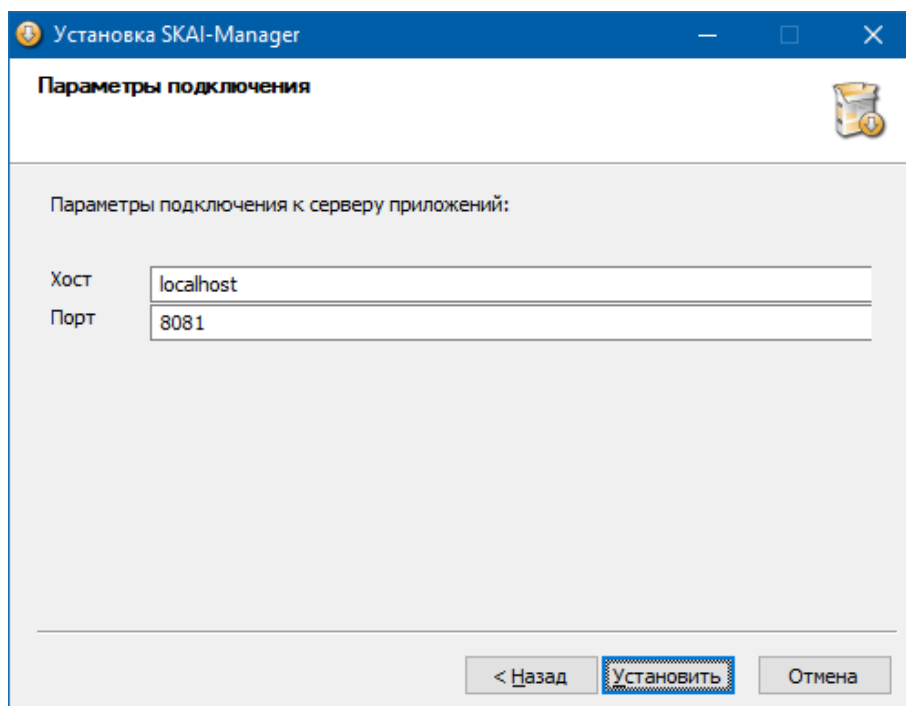 Установка SKAI-Manager
Параметры подключения
Параметры подключения к серверу приложений:
Хост localhost
Порт 8081
< Назад Установить Отмена